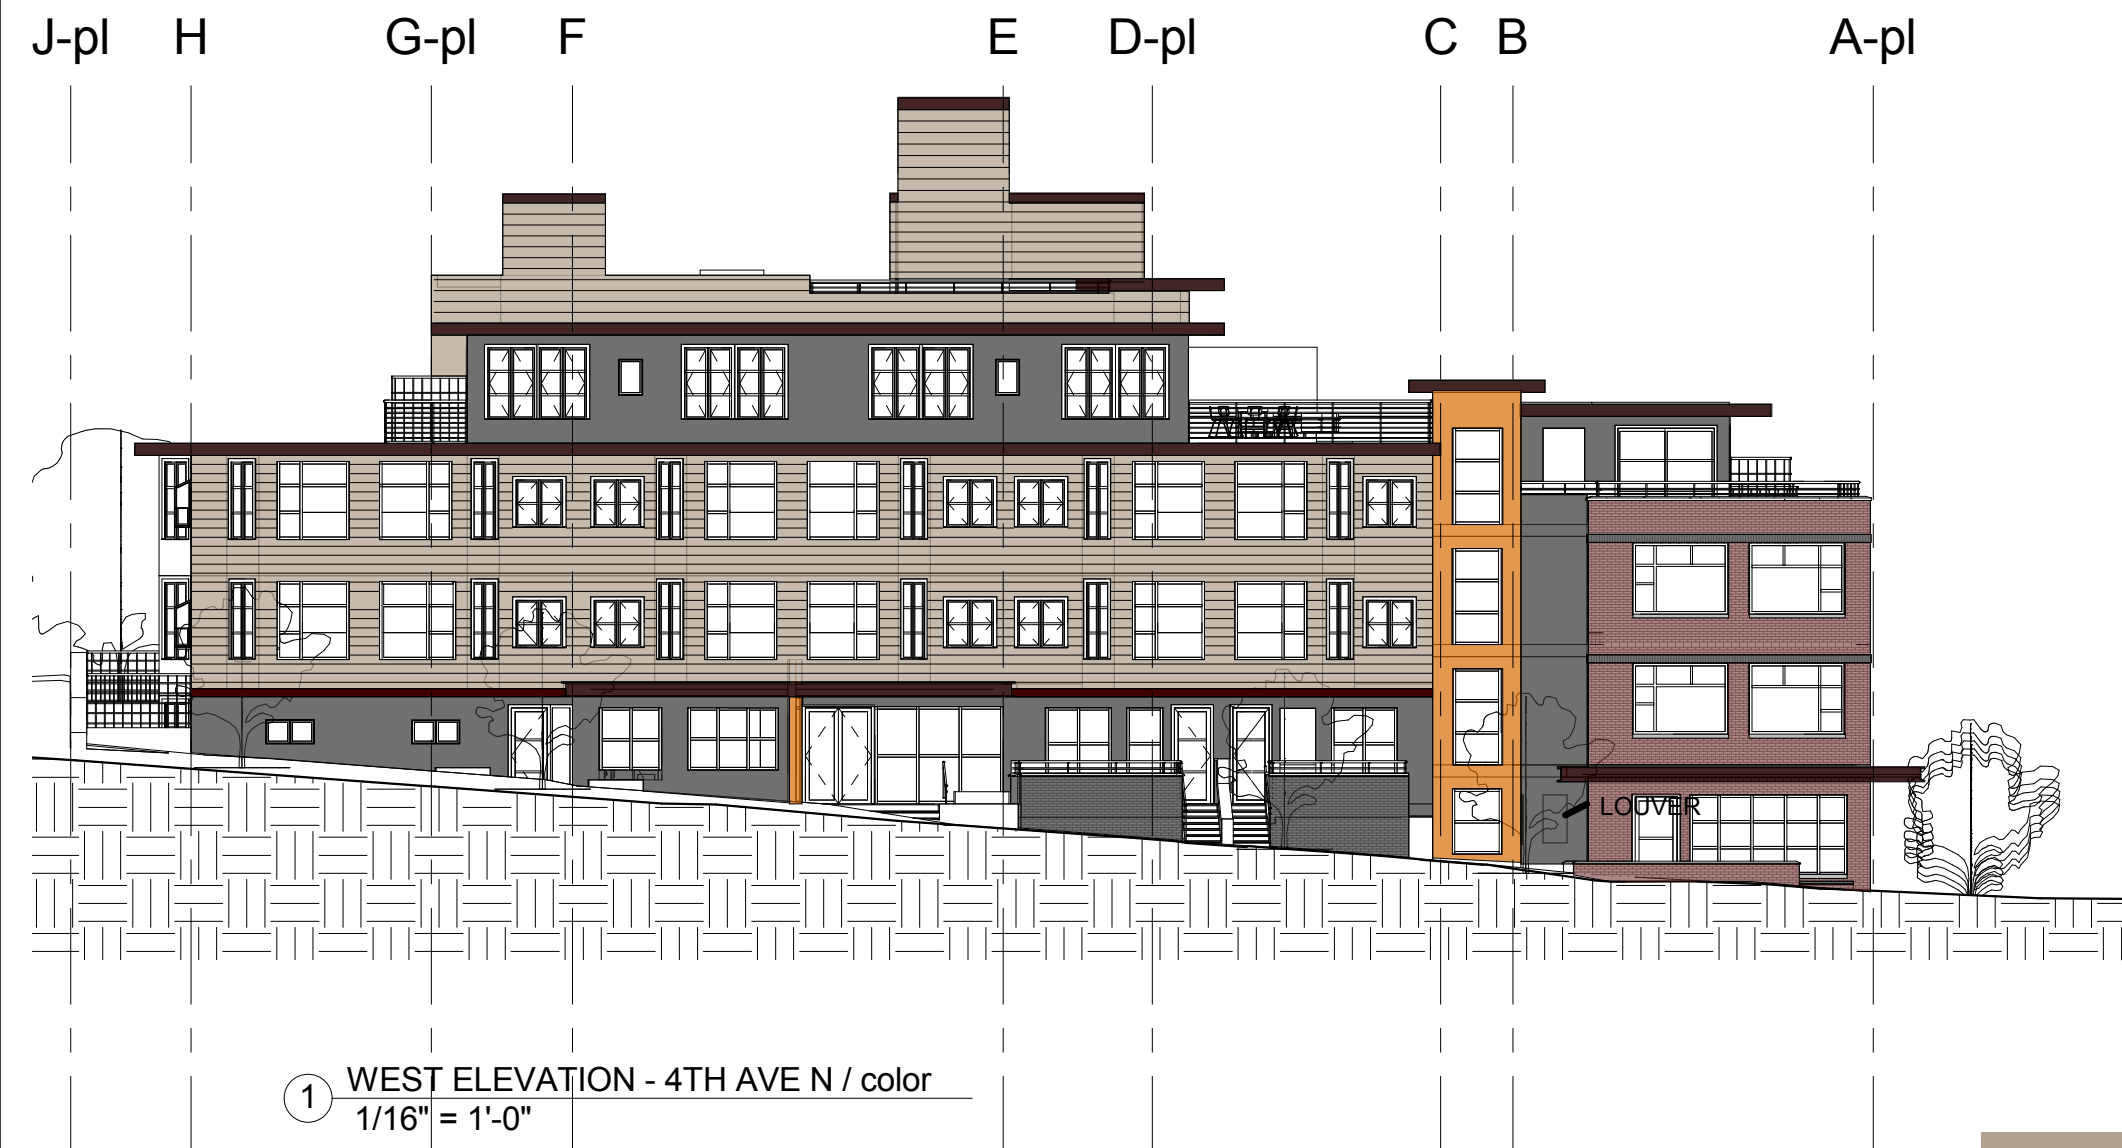 J-pl H G-pl F E D-pl C B A-pl
LOUVER
1 WEST ELEVATION - 4TH AVE N / color
1/16" = 1'-0"